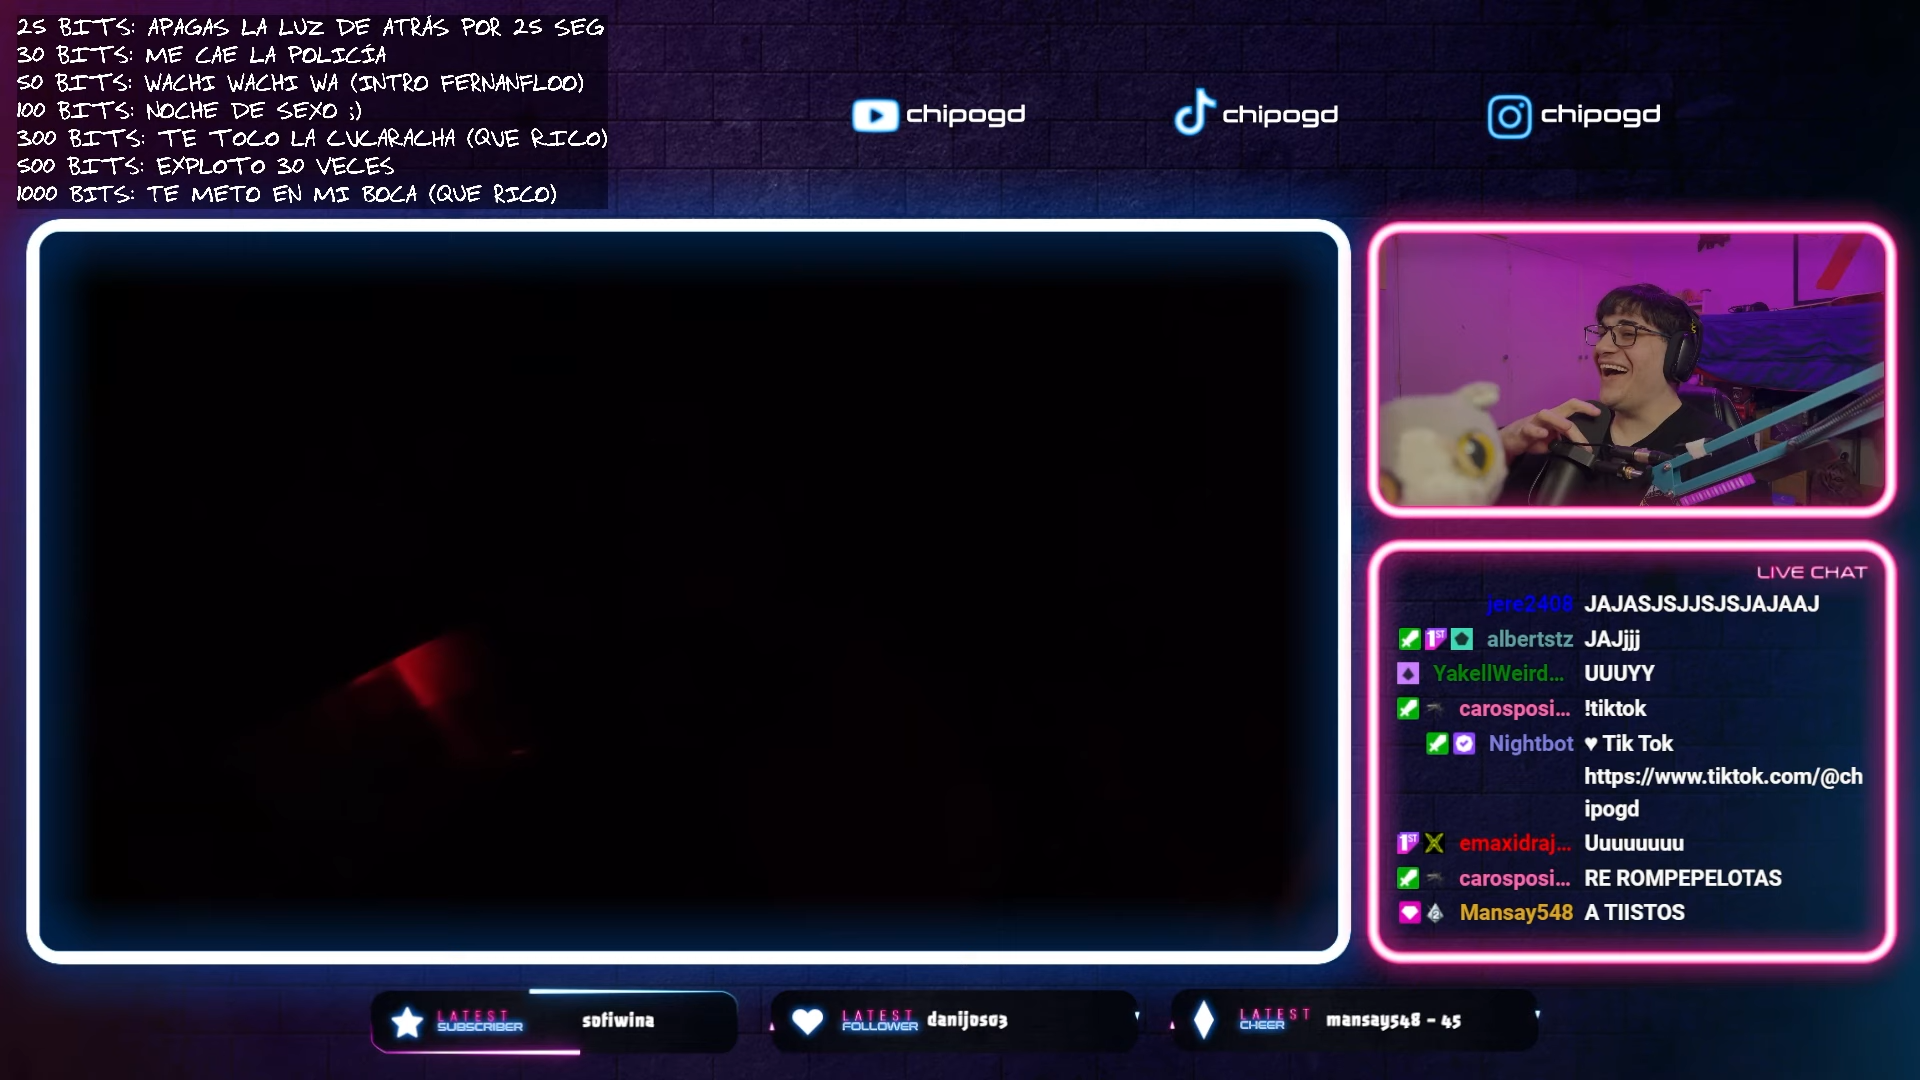 25 BITS: APAGAS LA LUZ DE ATRÁS POR 25 SEG
30 BITS: ME CAE LA POLICÍA
50 BITS: WACHI WACHI WA (INTRO FERNANFLOO)
100 BITS: NOCHE DE SEXO ;)
300 BITS: TE TOCO LA CUCARACHA (QUE RICO)
500 BITS: EXPLOTO 30 VECES
1000 BITS: TE METO EN MI BOCA (QUE RICO)
chipogd
chipogd
chipogd
LIVE CHAT
jere2408 JAJASJSJJSJSJAJAAJ
albertstz JAJjjj
YakellWeird... UUUYY
carosposi... !tiktok
Nightbot ♥ Tik Tok
https://www.tiktok.com/@ch
ipogd
emaxidraj... Uuuuuuuu
carosposi... RE ROMPEPELOTAS
Mansay548 A TIISTOS
LATEST SUBSCRIBER sofiwina
LATEST FOLLOWER danijos03
LATEST CHEER mansay548 - 45